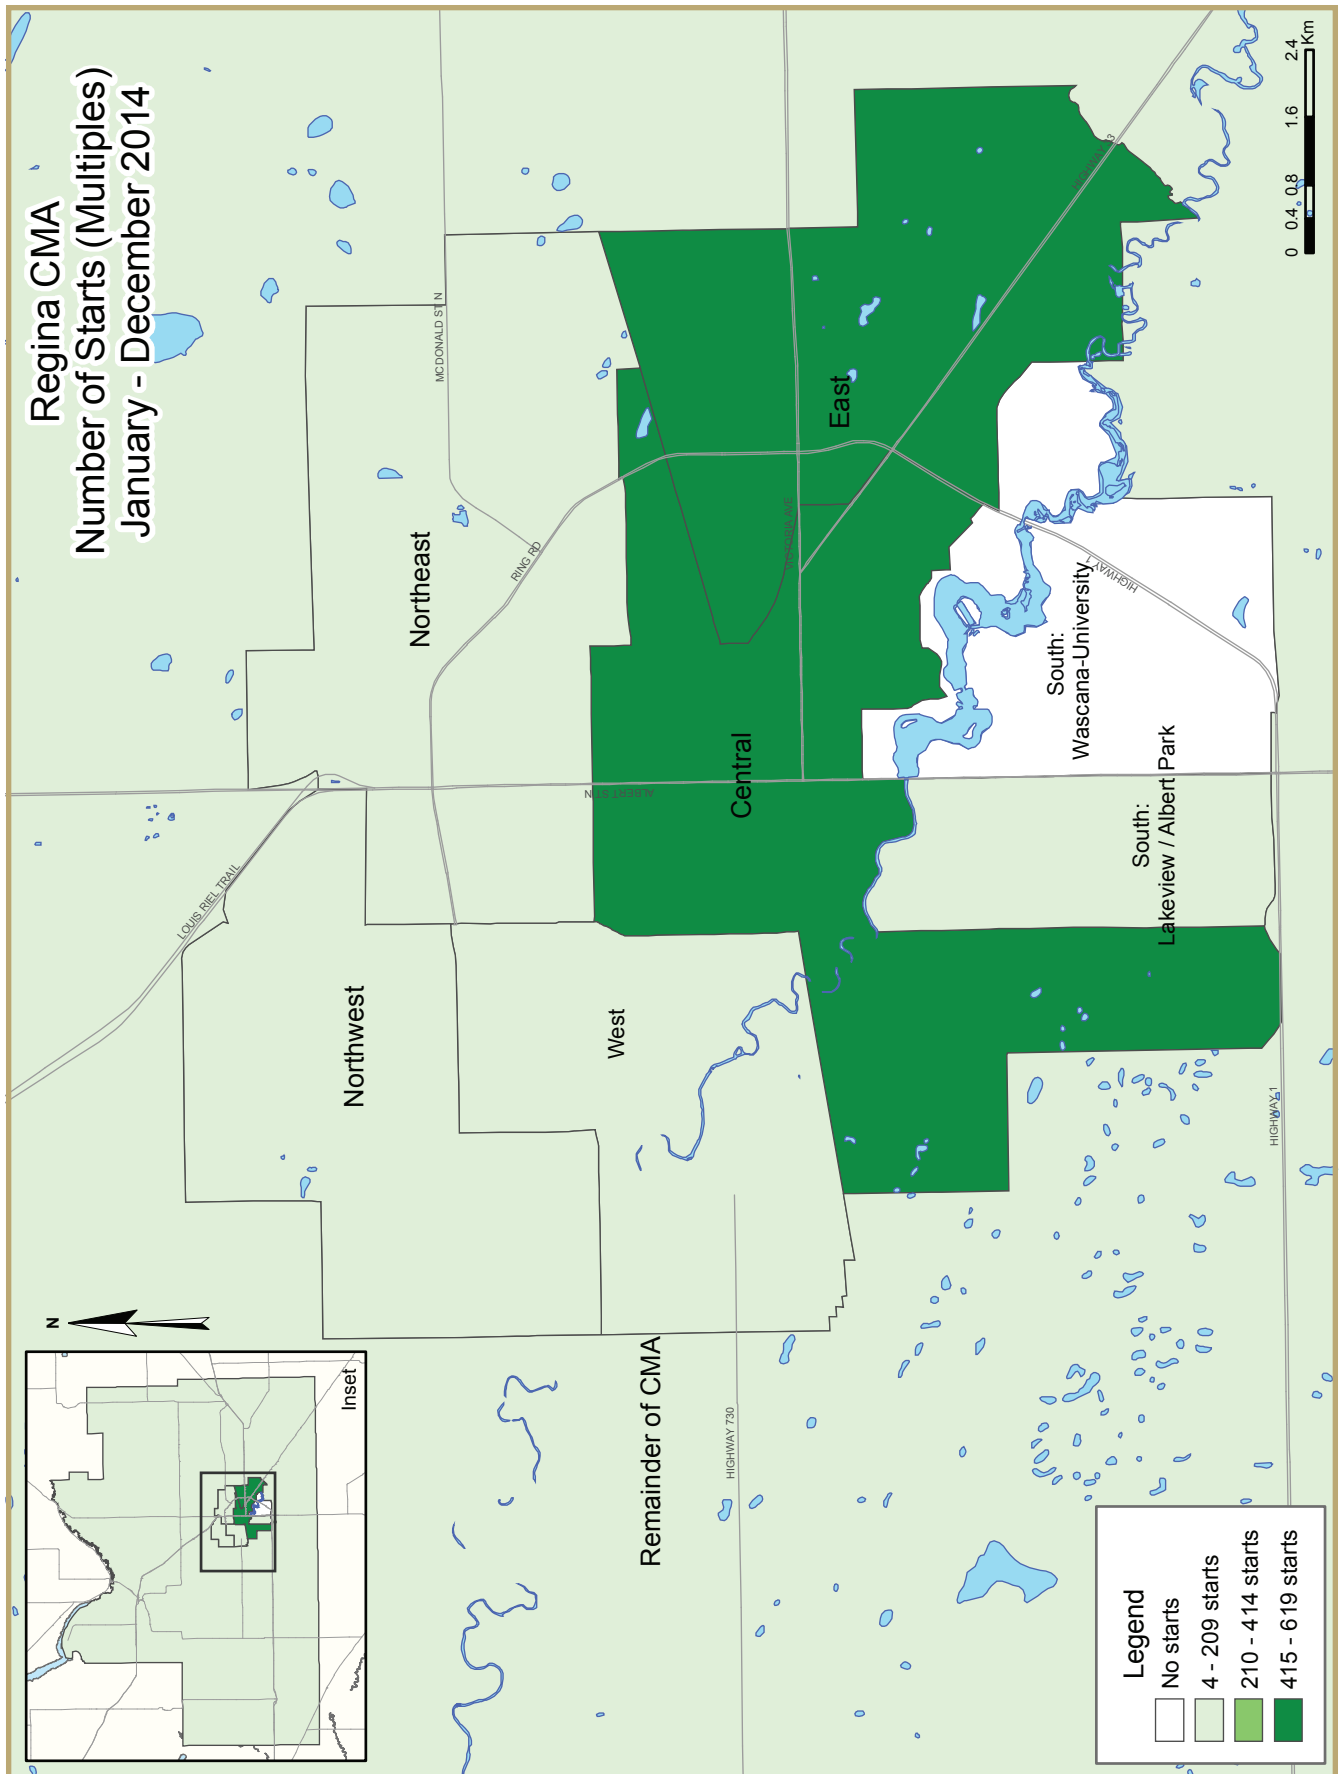 Regina CMA
Number of Starts (Multiples)
January - December 2014
N
Inset
LOUIS RIEL TRAIL
MCDONALD ST N
RING RD
Northeast
Northwest
West
ALBERT ST N
Central
VICTORIA AVE
East
South:
Wascana-University
South:
Lakeview / Albert Park
HIGHWAY 1
HIGHWAY 1
HIGHWAY 730
Remainder of CMA
Legend
No starts
4 - 209 starts
210 - 414 starts
415 - 619 starts
0 0.4 0.8 1.6 2.4
Km